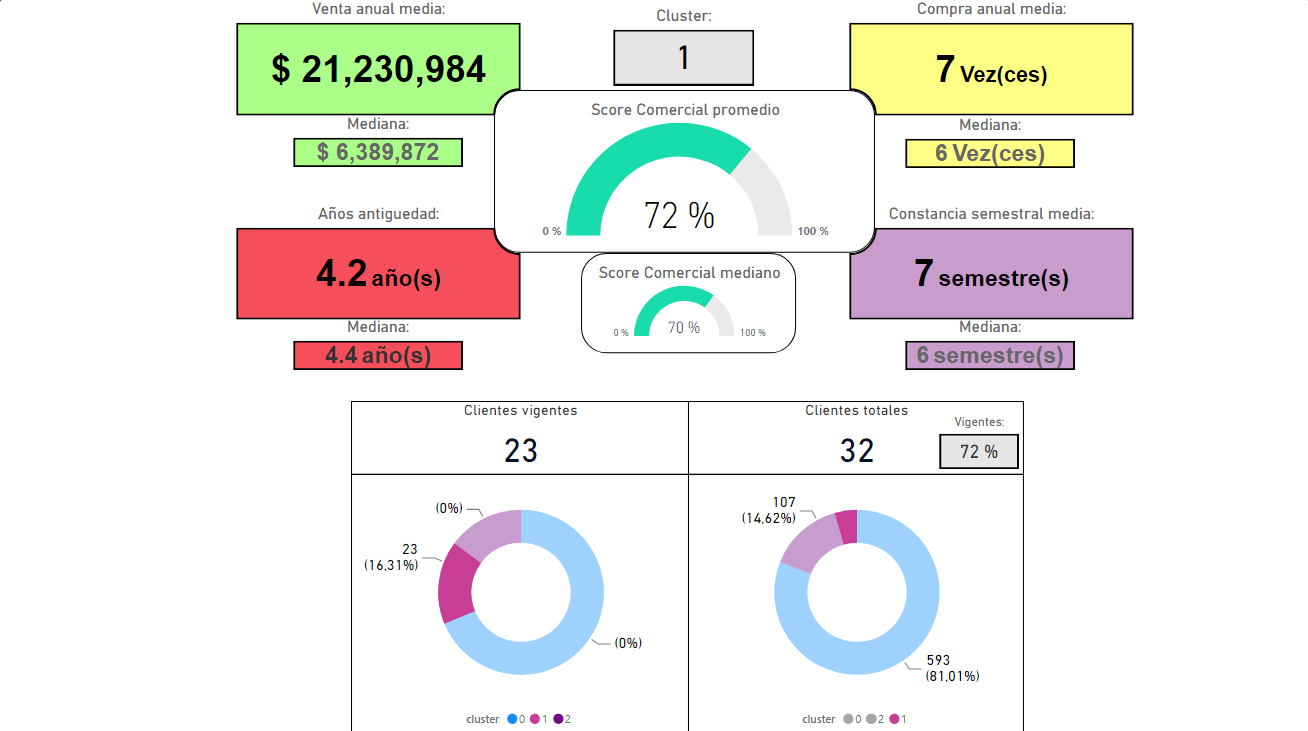 Venta anual media:
$ 21,230,984
Mediana:
$ 6,389,872
Cluster:
1
Compra anual media:
7 Vez(ces)
Mediana:
6 Vez(ces)
Score Comercial promedio
72 %
0 %
100 %
Años antiguedad:
4.2 año(s)
Mediana:
4.4 año(s)
Score Comercial mediano
70 %
0 %
100 %
Constancia semestral media:
7 semestre(s)
Mediana:
6 semestre(s)
Clientes vigentes
23
Clientes totales
32
Vigentes:
72 %
(0%)
23
(16,31%)
(0%)
cluster 0 1 2
107
(14,62%)
593
(81,01%)
cluster 0 2 1